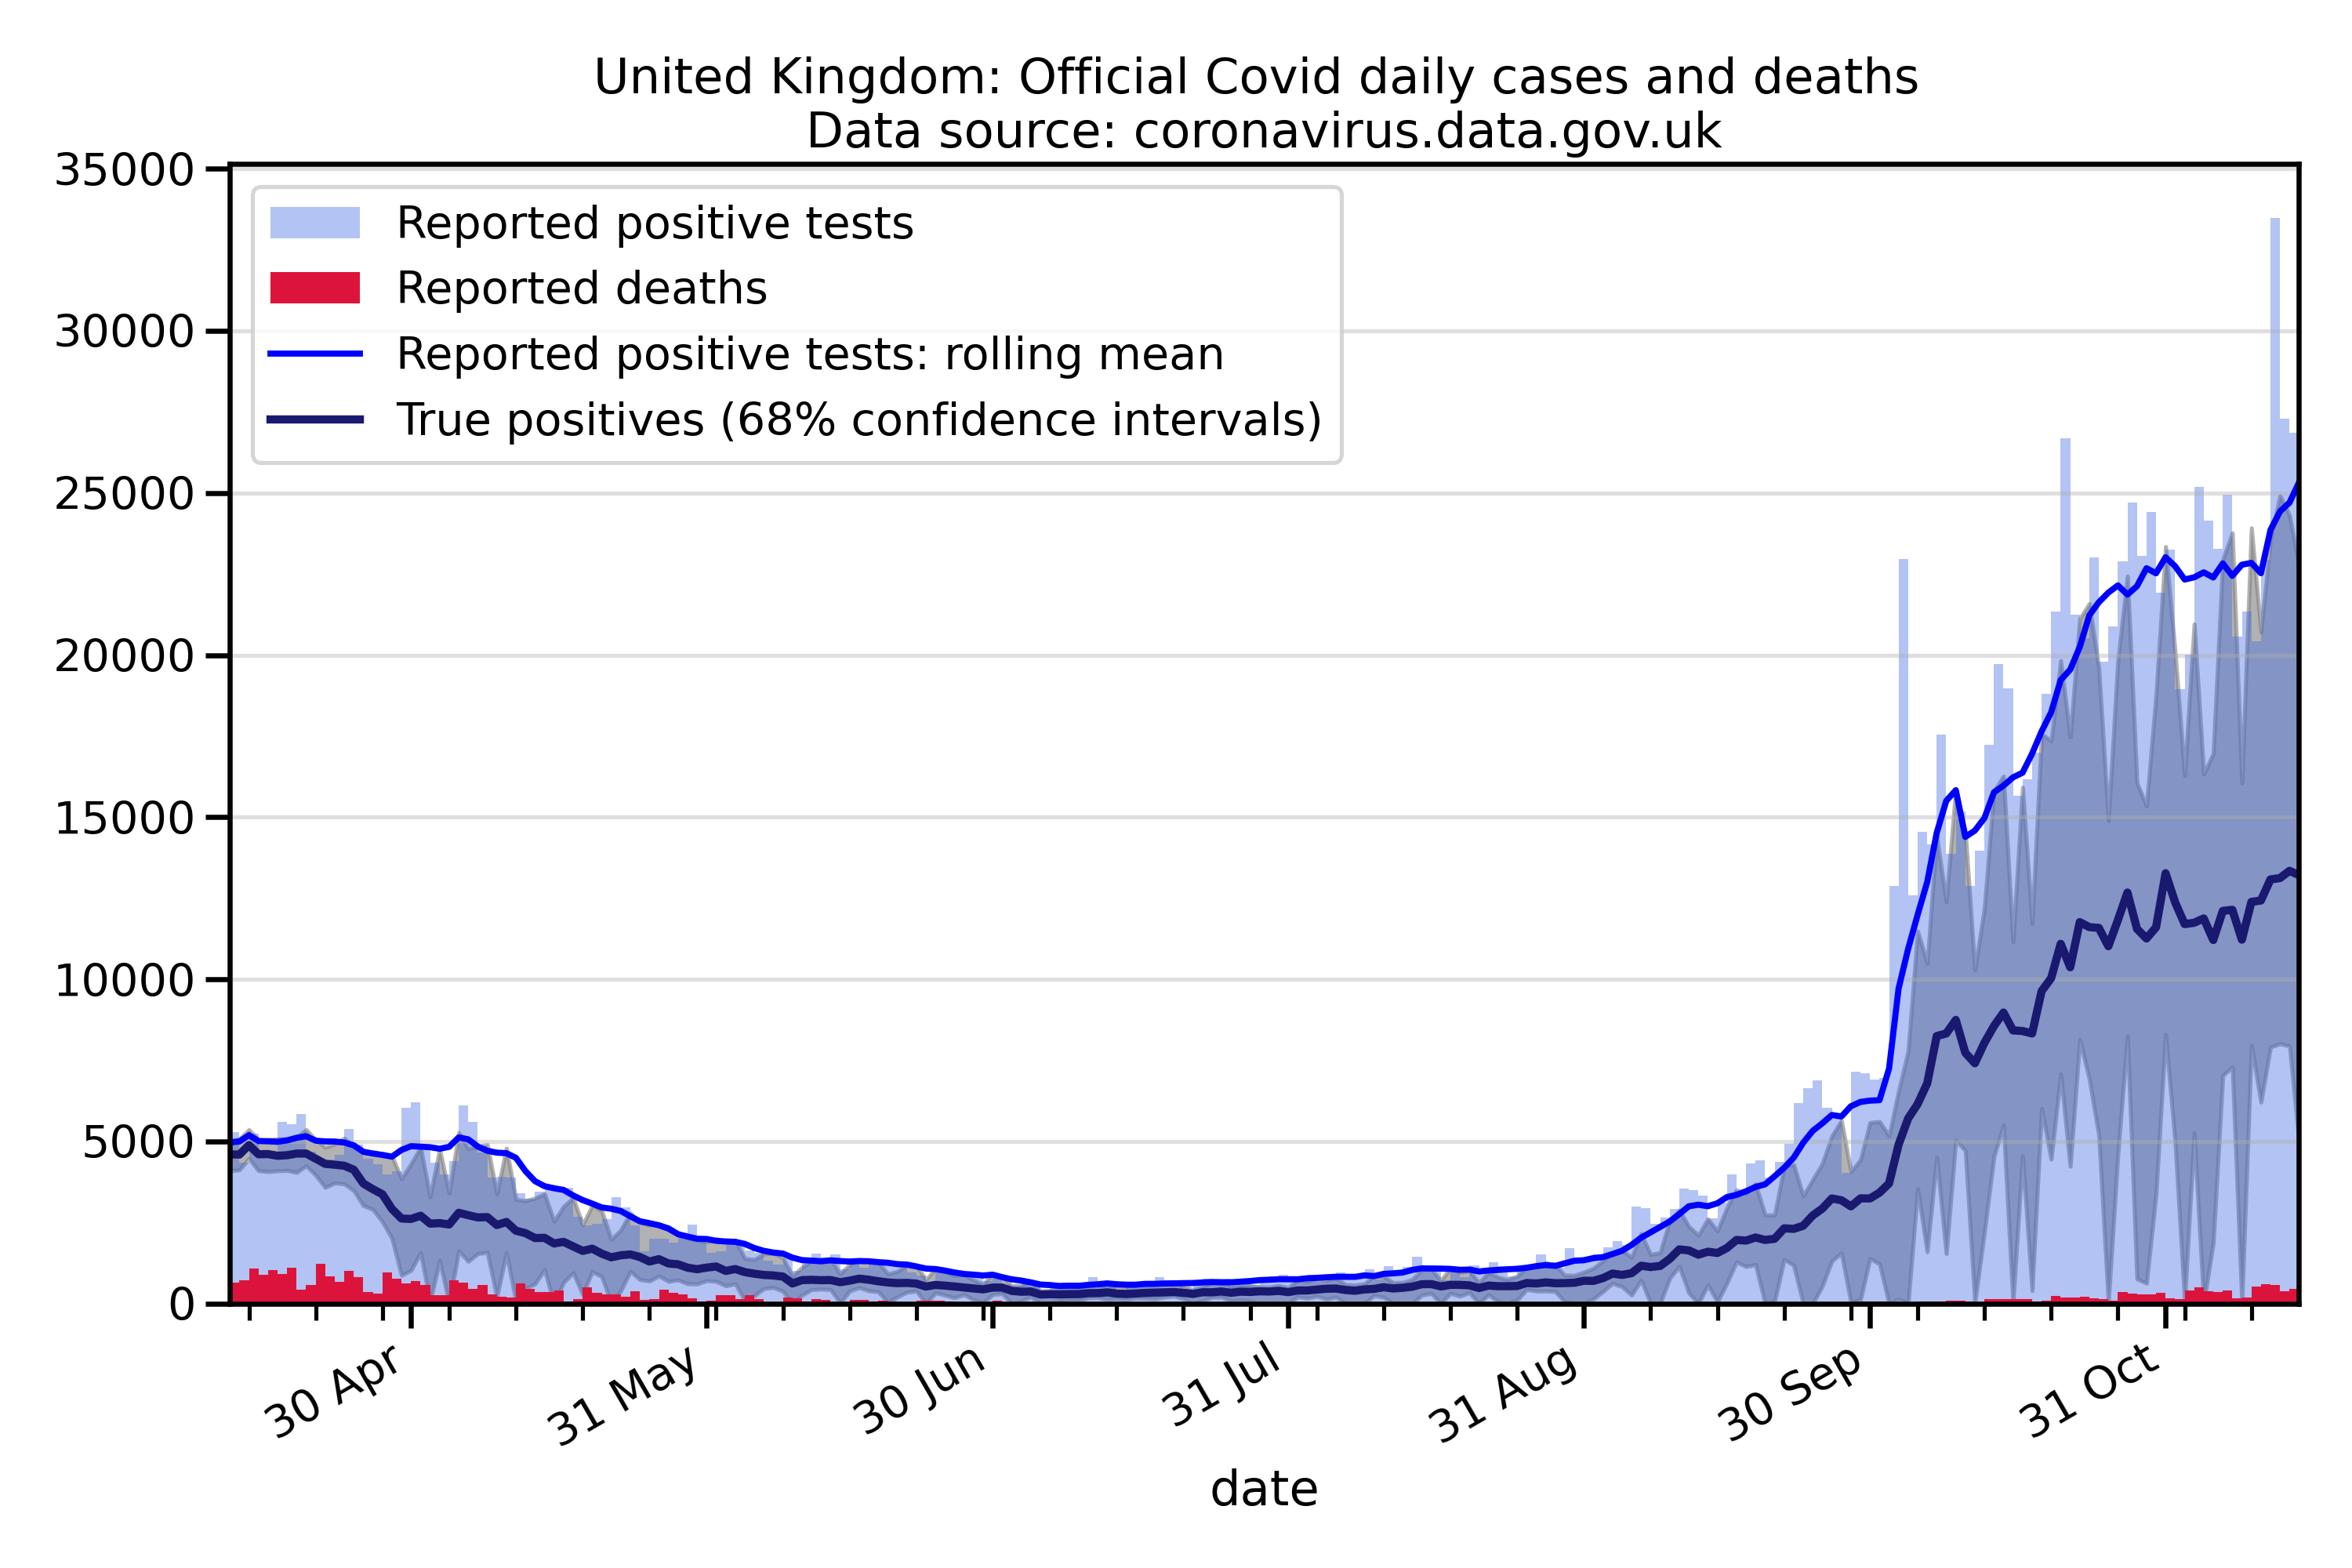 United Kingdom: Official Covid daily cases and deaths
Data source: coronavirus.data.gov.uk
35000
30000
25000
20000
15000
10000
5000
0
Reported positive tests
Reported deaths
Reported positive tests: rolling mean
True positives (68% confidence intervals)
30 Apr
31 May
30 Jun
31 Jul
31 Aug
30 Sep
31 Oct
date